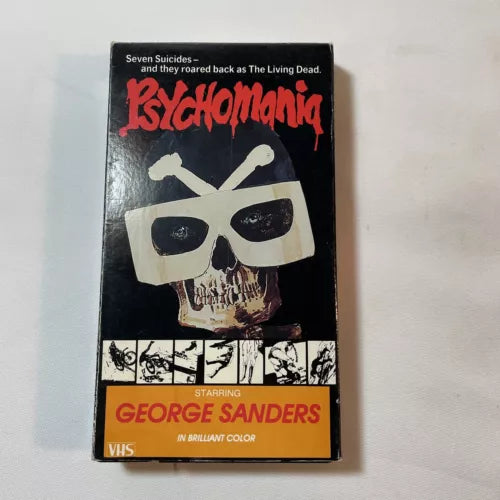 Seven Suicides –
and they roared back as The Living Dead.
PSYCHOMania
STARRING
GEORGE SANDERS
IN BRILLIANT COLOR
VHS